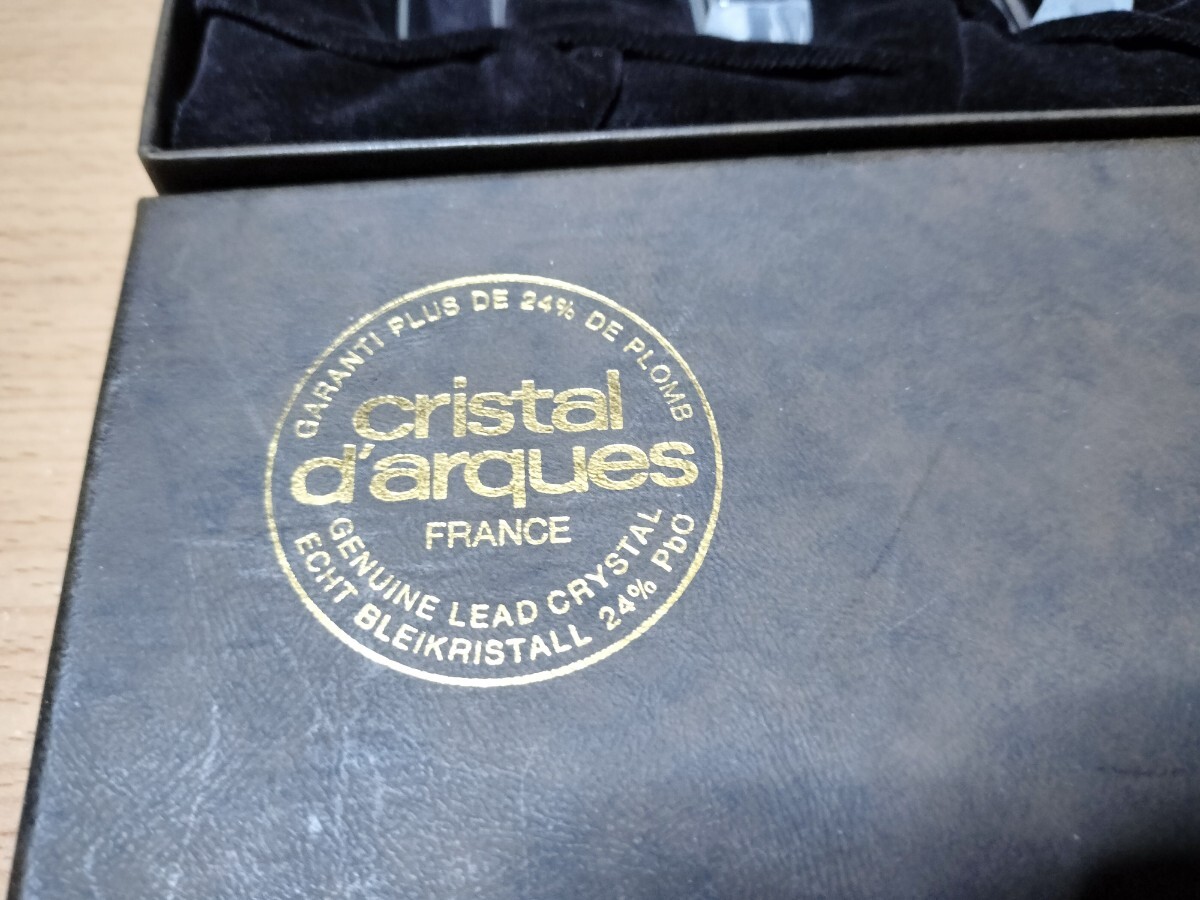 GARANTI PLUS DE 24% DE PLOMB
cristal
d'arques
FRANCE
GENUINE LEAD CRYSTAL
ECHT BLEIKRISTALL 24% PbO